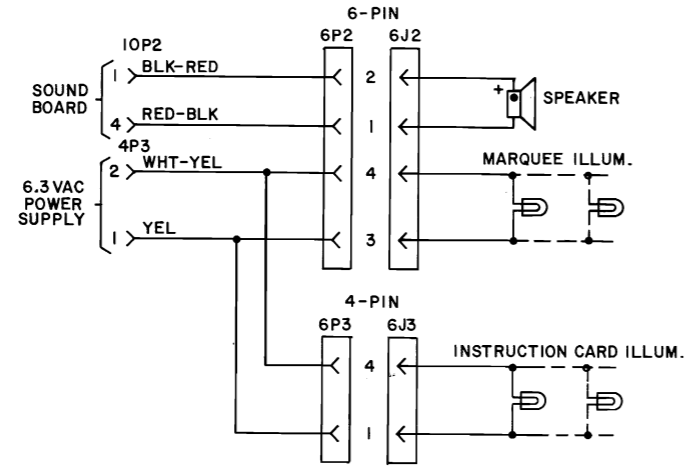 6-PIN
6P2 6J2
10P2
1 BLK-RED
SOUND
BOARD
4 RED-BLK
2
1
+ SPEAKER
4P3
2 WHT-YEL
6.3 VAC
POWER
SUPPLY
1 YEL
4
3
MARQUEE ILLUM.
4-PIN
6P3 6J3
4
1
INSTRUCTION CARD ILLUM.